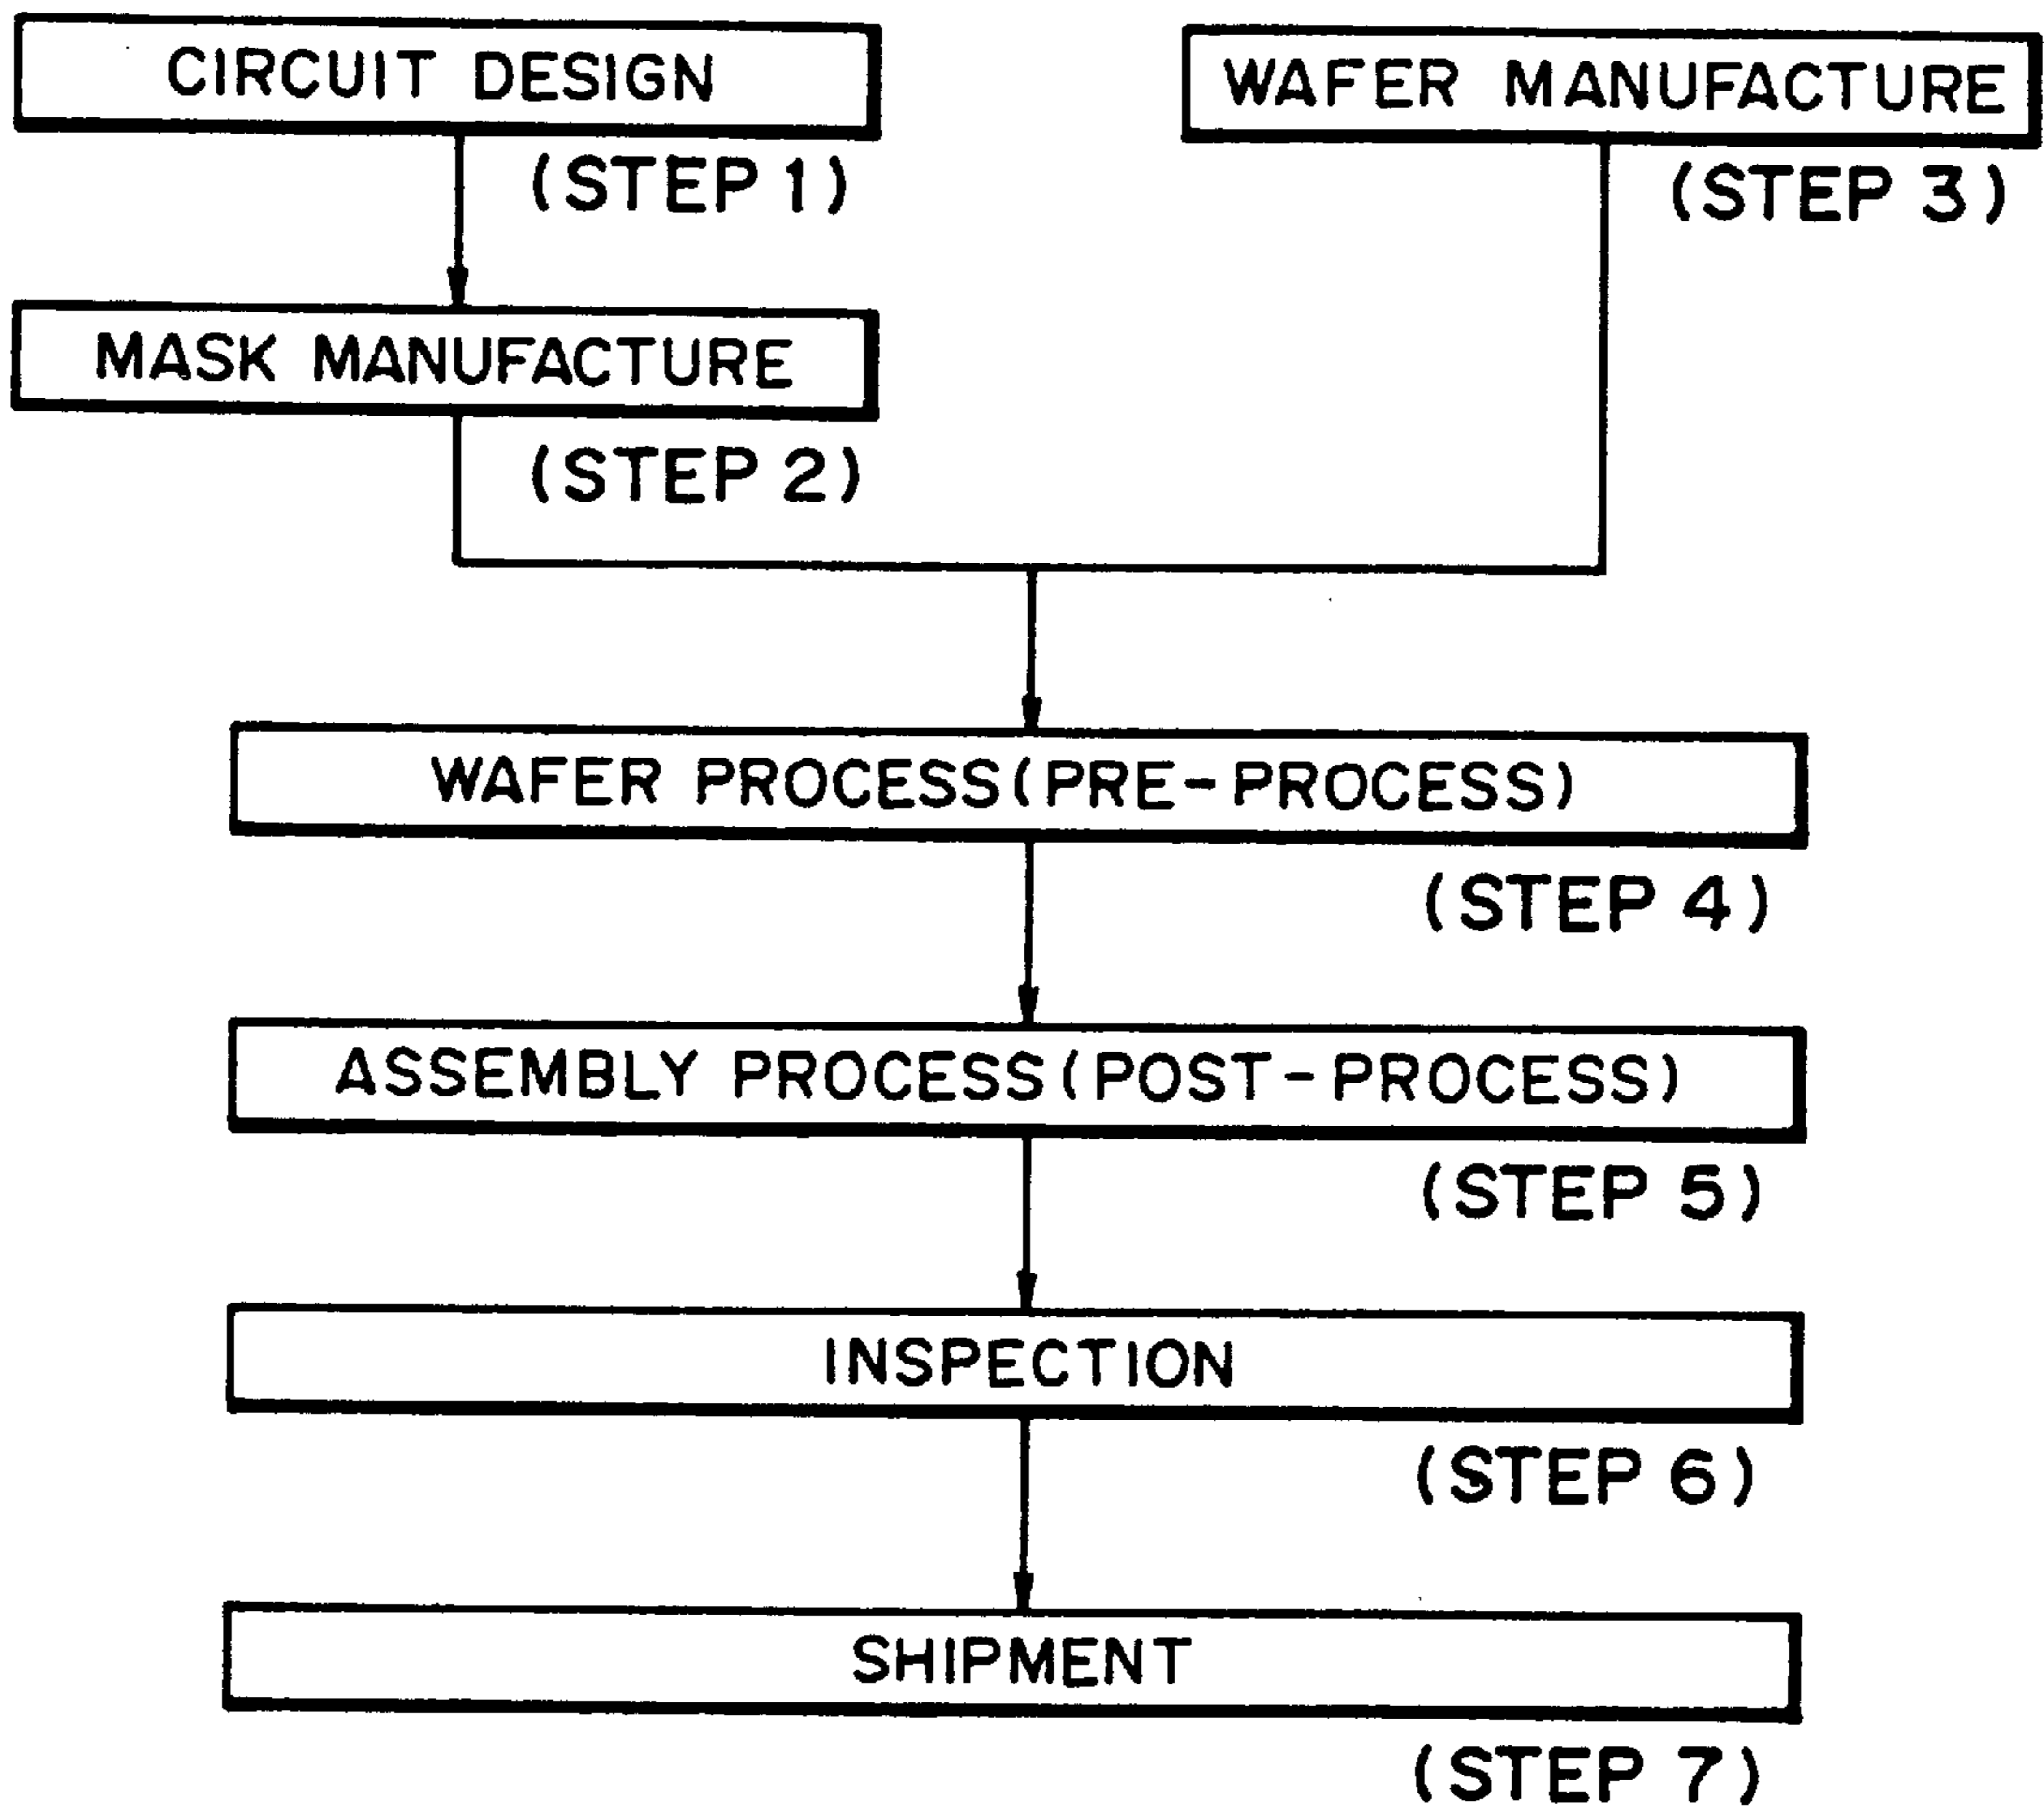 CIRCUIT DESIGN
(STEP 1)
MASK MANUFACTURE
(STEP 2)
WAFER MANUFACTURE
(STEP 3)
WAFER PROCESS(PRE-PROCESS)
(STEP 4)
ASSEMBLY PROCESS(POST-PROCESS)
(STEP 5)
INSPECTION
(STEP 6)
SHIPMENT
(STEP 7)